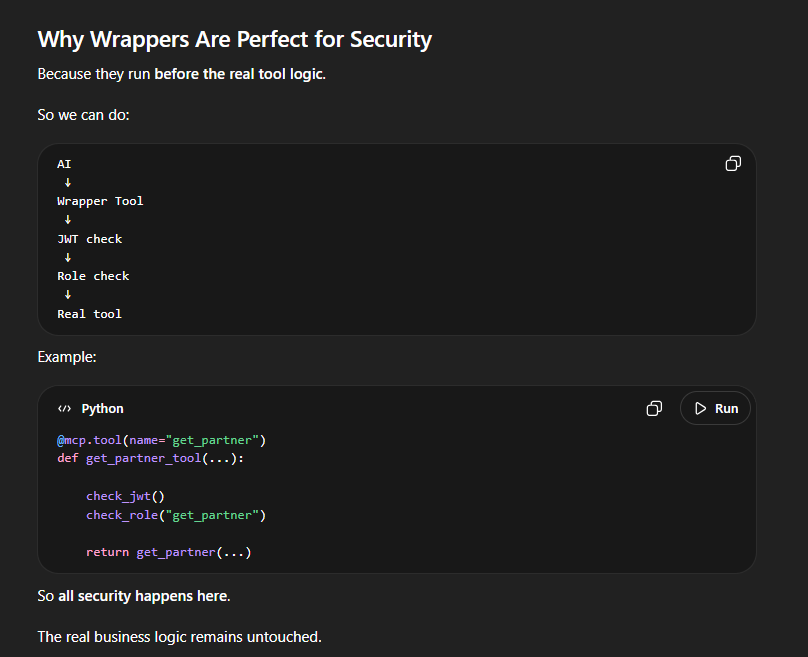 Why Wrappers Are Perfect for Security
Because they run before the real tool logic.
So we can do:
AI
↓
Wrapper Tool
↓
JWT check
↓
Role check
↓
Real tool
Example:
</> Python
Run
@mcp.tool(name="get_partner")
def get_partner_tool(...):
check_jwt()
check_role("get_partner")
return get_partner(...)
So all security happens here.
The real business logic remains untouched.